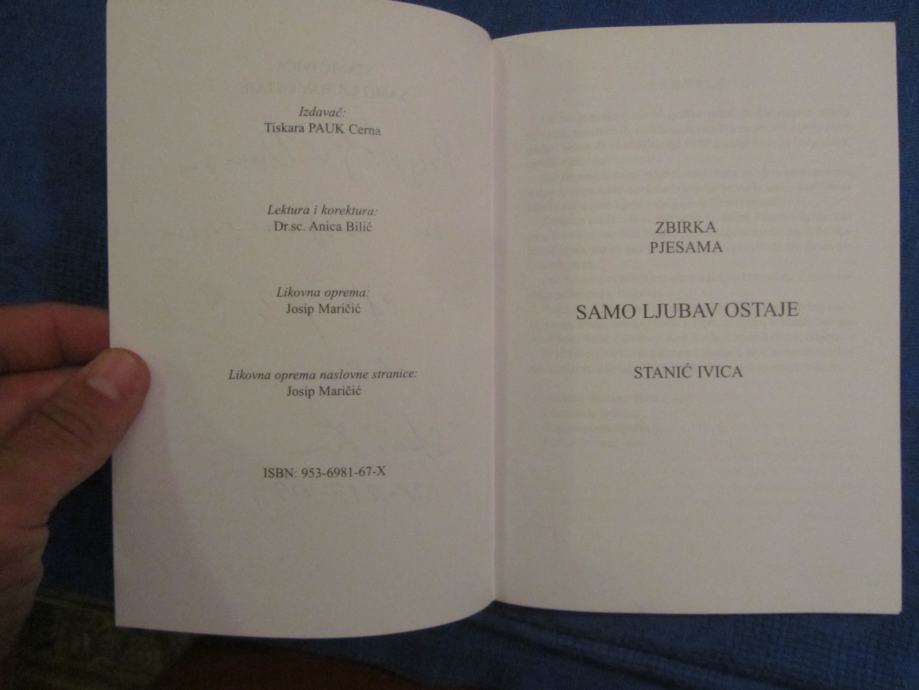 Izdavač:
Tiskara PAUK Cerna
Lektura i korektura:
Dr.sc. Anica Bilić
Likovna oprema:
Josip Maričić
Likovna oprema naslovne stranice:
Josip Maričić
ISBN: 953-6981-67-X
ZBIRKA
PJESAMA
SAMO LJUBAV OSTAJE
STANIĆ IVICA